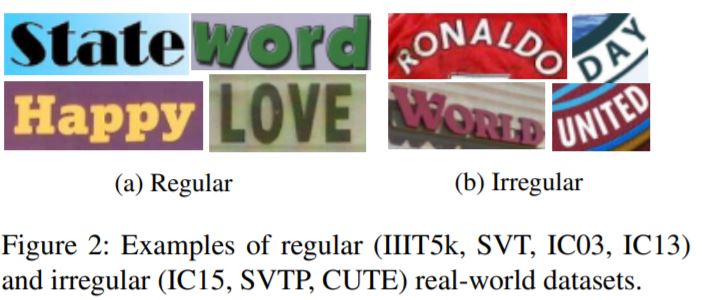 State word
Happy LOVE
RONALDO DAY
WORLD UNITED
(a) Regular
(b) Irregular
Figure 2: Examples of regular (IIIT5k, SVT, IC03, IC13)
and irregular (IC15, SVTP, CUTE) real-world datasets.